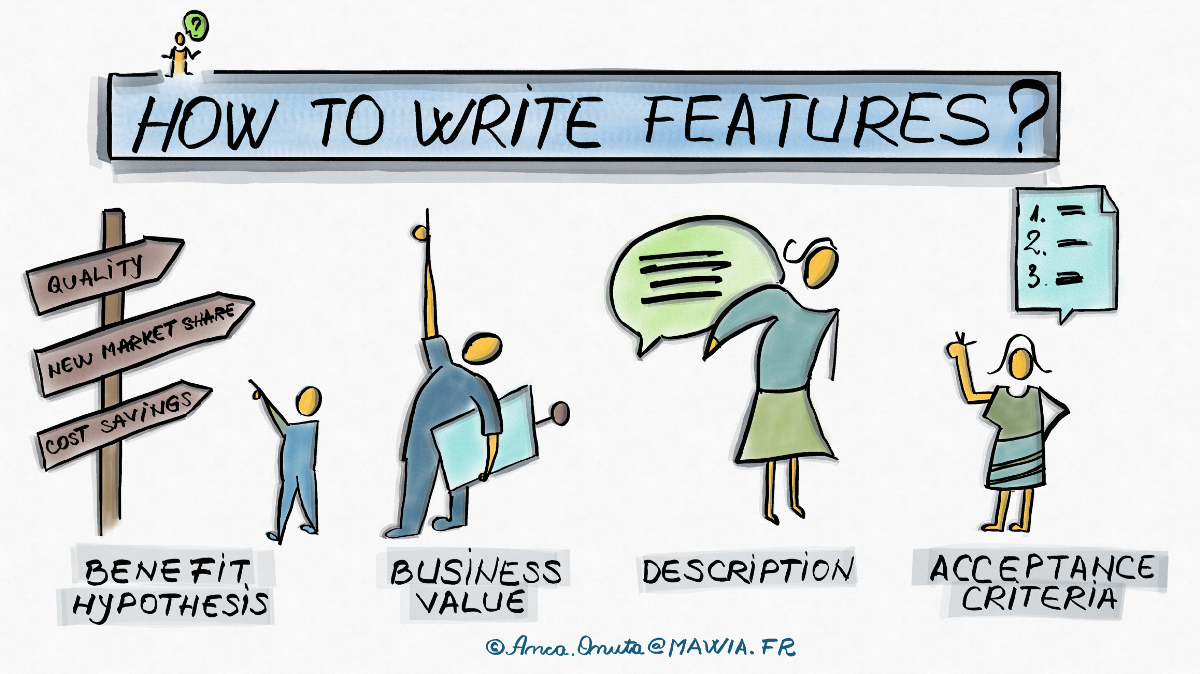 ?
HOW TO WRITE FEATURES?
QUALITY
NEW MARKET SHARE
COST SAVINGS
1.
2.
3.
BENEFIT
HYPOTHESIS
BUSINESS
VALUE
DESCRIPTION
ACCEPTANCE
CRITERIA
© Anca.Onuta@MAWIA.FR